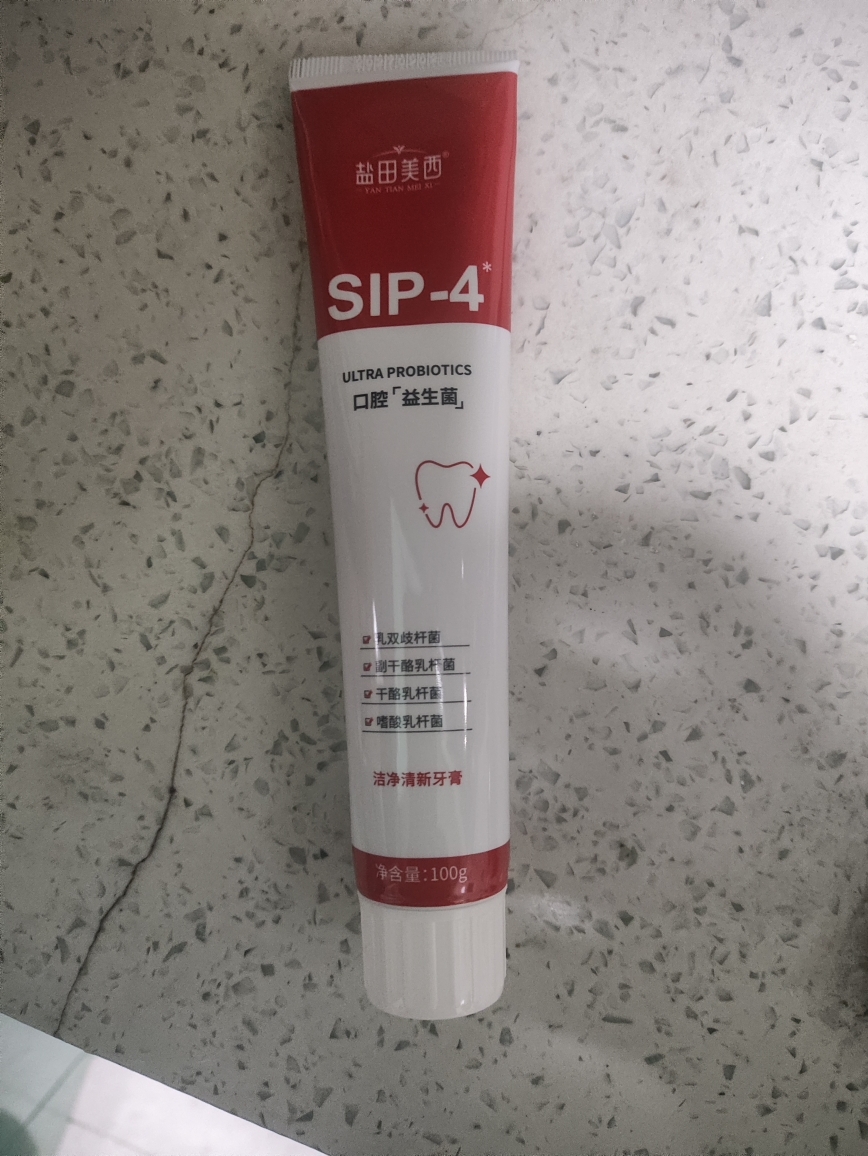 盐田美西®
YAN TIAN MEI XI
SIP-4*
ULTRA PROBIOTICS
口腔「益生菌」
乳双歧杆菌
副干酪乳杆菌
干酪乳杆菌
嗜酸乳杆菌
洁净清新牙膏
净含量:100g